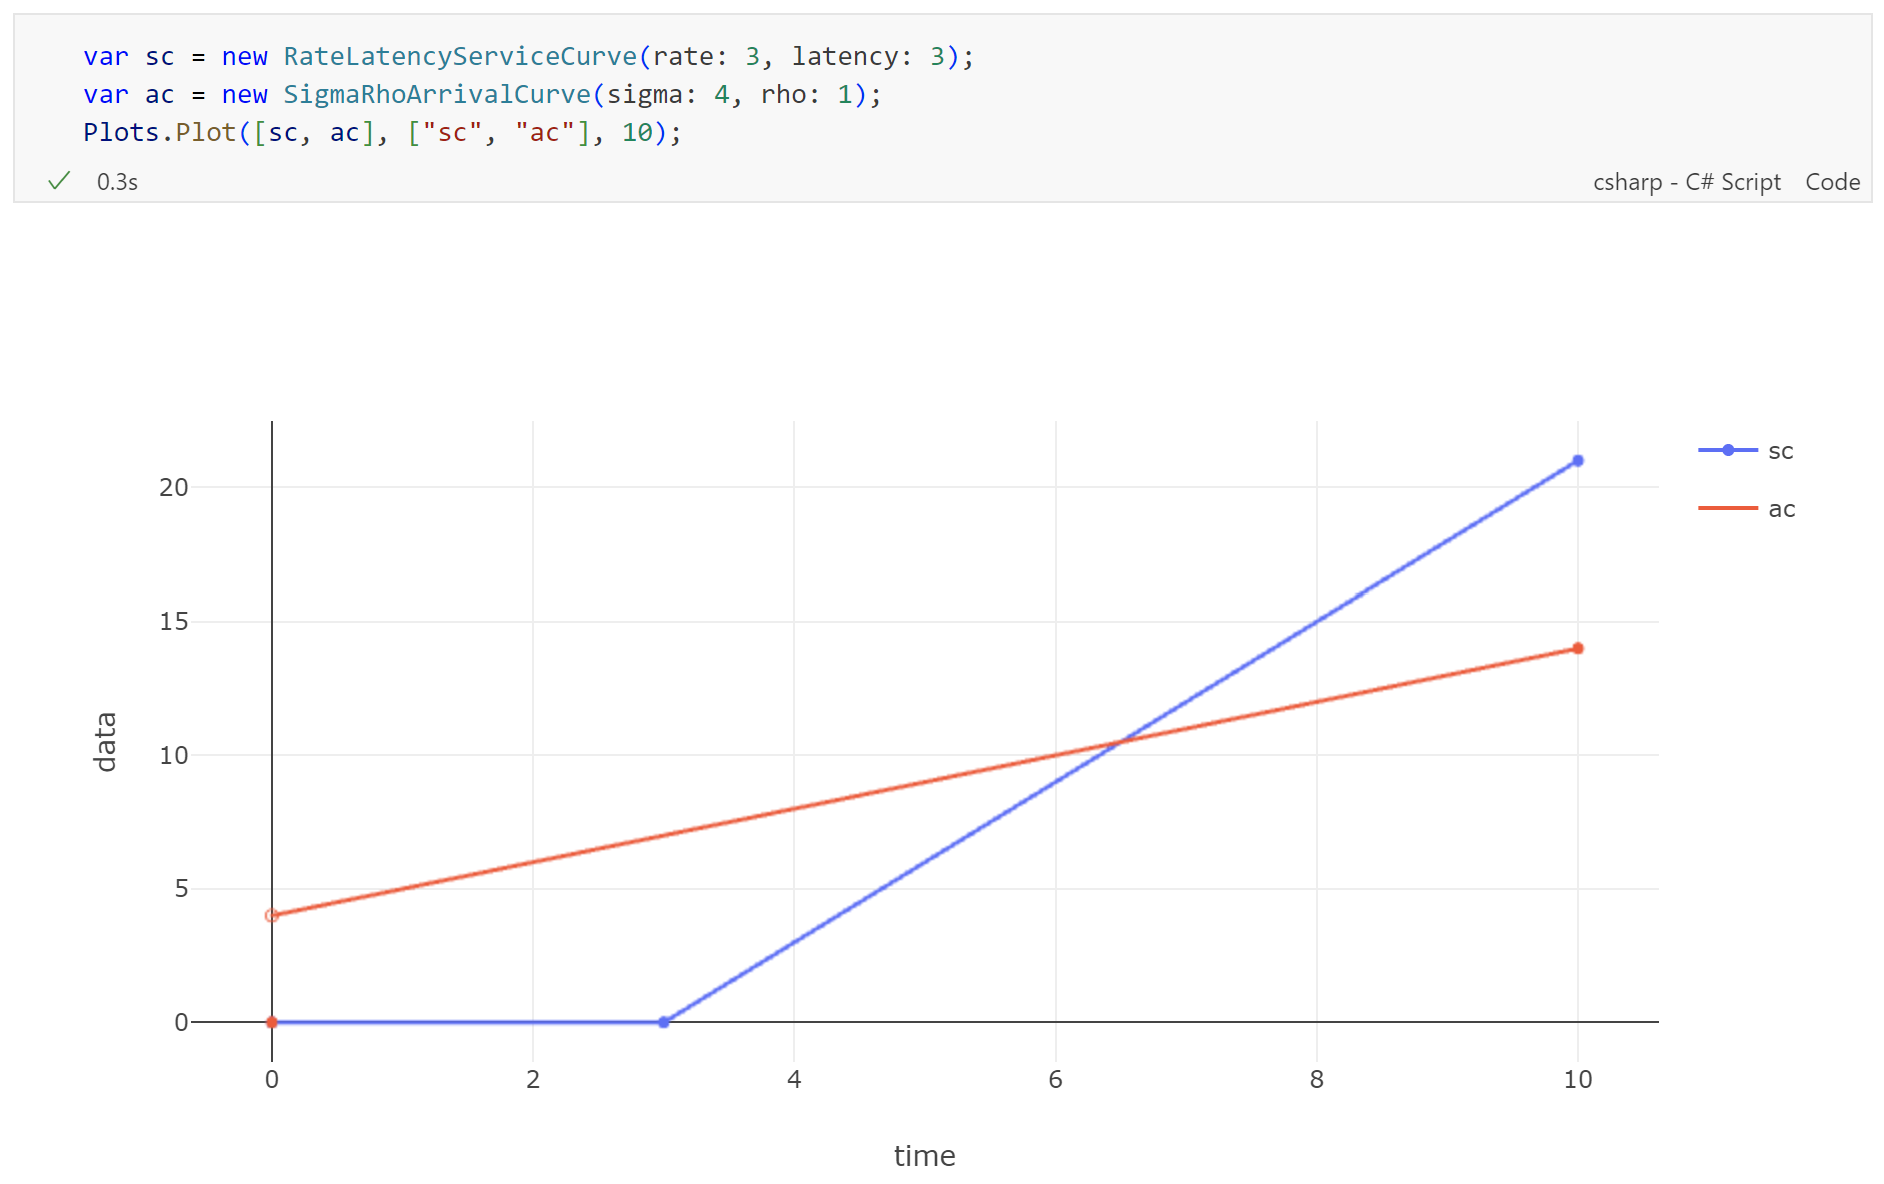 var sc = new RateLatencyServiceCurve(rate: 3, latency: 3);
var ac = new SigmaRhoArrivalCurve(sigma: 4, rho: 1);
Plots.Plot([sc, ac], ["sc", "ac"], 10);
0.3s
csharp - C# Script Code
sc
ac
20
15
10
5
0
data
0 2 4 6 8 10
time